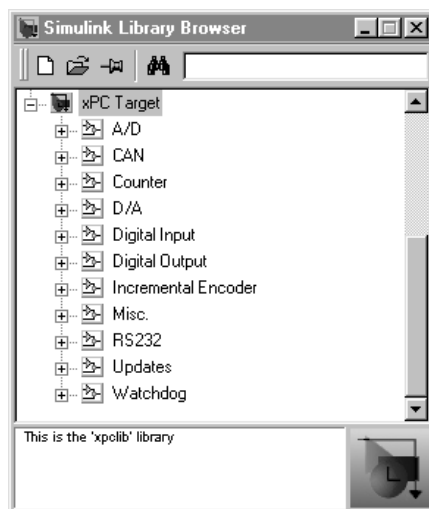 Simulink Library Browser
xPC Target
A/D
CAN
Counter
D/A
Digital Input
Digital Output
Incremental Encoder
Misc.
RS232
Updates
Watchdog
This is the 'xpclib' library